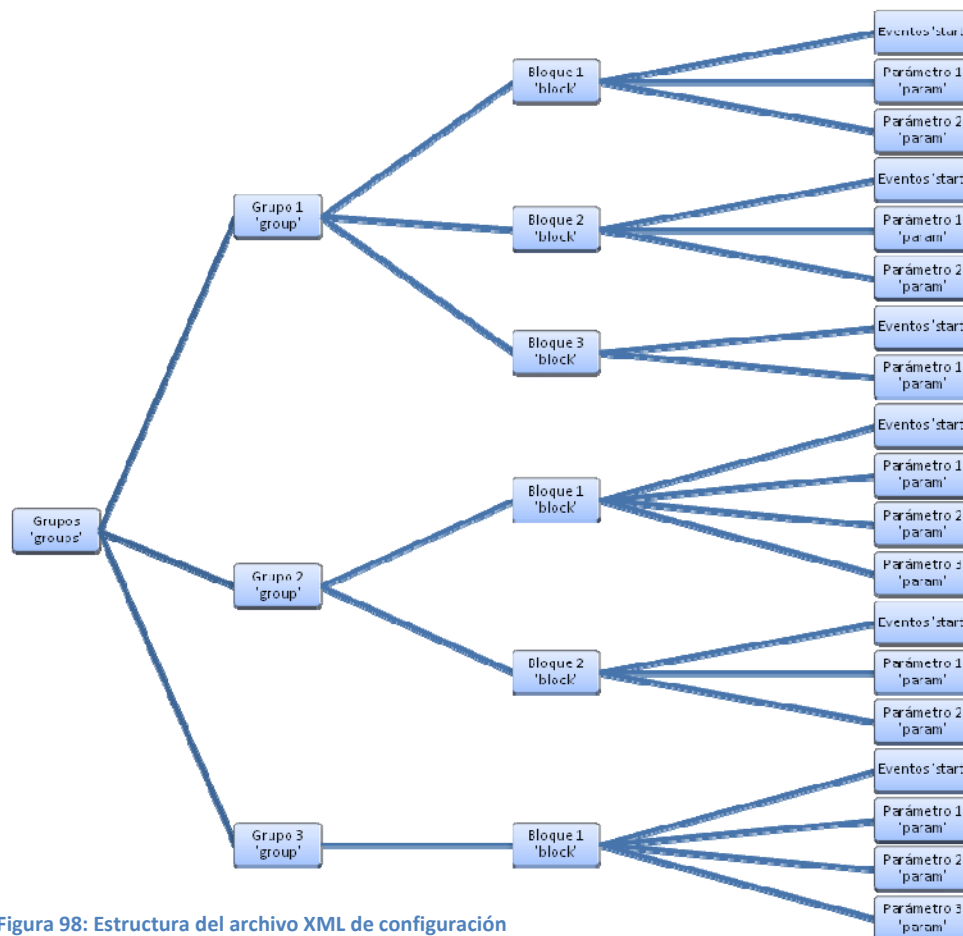 Eventos 'start
Bloque 1
'block'
Parámetro 1
'param'
Parámetro 2
'param'
Eventos 'start
Grupo 1
'group'
Bloque 2
'block'
Parámetro 1
'param'
Parámetro 2
'param'
Eventos 'start
Bloque 3
'block'
Parámetro 1
'param'
Eventos 'start
Parámetro 1
'param'
Bloque 1
'block'
Parámetro 2
'param'
Grupos
'groups'
Parámetro 3
'param'
Grupo 2
'group'
Eventos 'start
Bloque 2
'block'
Parámetro 1
'param'
Parámetro 2
'param'
Eventos 'start
Parámetro 1
'param'
Grupo 3
'group'
Bloque 1
'block'
Parámetro 2
'param'
Parámetro 3
'param'
Figura 98: Estructura del archivo XML de configuración